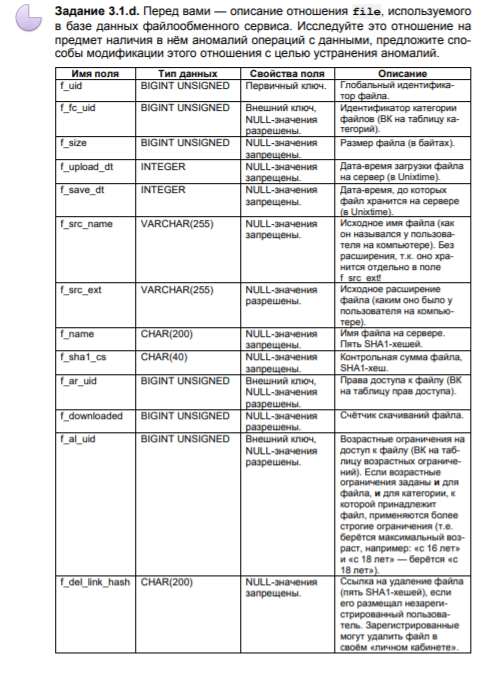 Задание 3.1.d. Перед вами — описание отношения file, используемого
в базе данных файлообменного сервиса. Исследуйте это отношение на
предмет наличия в нём аномалий операций с данными, предложите спо-
собы модификации этого отношения с целью устранения аномалий.
Имя поля Тип данных Свойства поля Описание
f_uid BIGINT UNSIGNED Первичный ключ. Глобальный идентифика-
тор файла.
f_fc_uid BIGINT UNSIGNED Внешний ключ, Идентификатор категории
NULL-значения файлов (ВК на таблицу ка-
разрешены. тегорий).
f_size BIGINT UNSIGNED NULL-значения Размер файла (в байтах).
запрещены.
f_upload_dt INTEGER NULL-значения Дата-время загрузки файла
запрещены. на сервер (в Unixtime).
f_save_dt INTEGER NULL-значения Дата-время, до которых
запрещены. файл хранится на сервере
(в Unixtime).
f_src_name VARCHAR(255) NULL-значения Исходное имя файла (как
запрещены. он назывался у пользова-
теля на компьютере). Без
расширения, т.к. оно хра-
нится отдельно в поле
f_src_ext!
f_src_ext VARCHAR(255) NULL-значения Исходное расширение
разрешены. файла (каким оно было у
пользователя на компью-
тере).
f_name CHAR(200) NULL-значения Имя файла на сервере.
запрещены. Пять SHA1-хешей.
f_sha1_cs CHAR(40) NULL-значения Контрольная сумма файла,
запрещены. SHA1-хеш.
f_ar_uid BIGINT UNSIGNED Внешний ключ, Права доступа к файлу (ВК
NULL-значения на таблицу прав доступа).
разрешены.
f_downloaded BIGINT UNSIGNED NULL-значения Счётчик скачиваний файла.
разрешены.
f_al_uid BIGINT UNSIGNED Внешний ключ, Возрастные ограничения на
NULL-значения доступ к файлу (ВК на таб-
разрешены. лицу возрастных ограниче-
ний). Если возрастные
ограничения заданы и для
файла, и для категории, к
которой принадлежит
файл, применяются более
строгие ограничения (т.е.
берётся максимальный воз-
раст, например: «с 16 лет»
и «с 18 лет» — берётся «с
18 лет»).
f_del_link_hash CHAR(200) NULL-значения Ссылка на удаление файла
запрещены. (пять SHA1-хешей), если
его размещал незареги-
стрированный пользова-
тель. Зарегистрированные
могут удалить файл в
своём «личном кабинете».